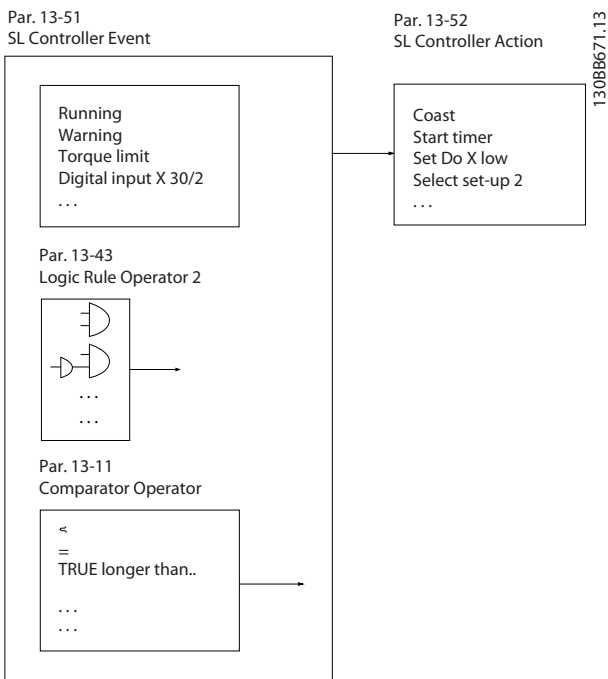 Par. 13-51
SL Controller Event
Par. 13-52
SL Controller Action
130BB671.13
Running
Warning
Torque limit
Digital input X 30/2
. . .
Coast
Start timer
Set Do X low
Select set-up 2
. . .
Par. 13-43
Logic Rule Operator 2
. . .
. . .
Par. 13-11
Comparator Operator
<
=
TRUE longer than..
. . .
. . .